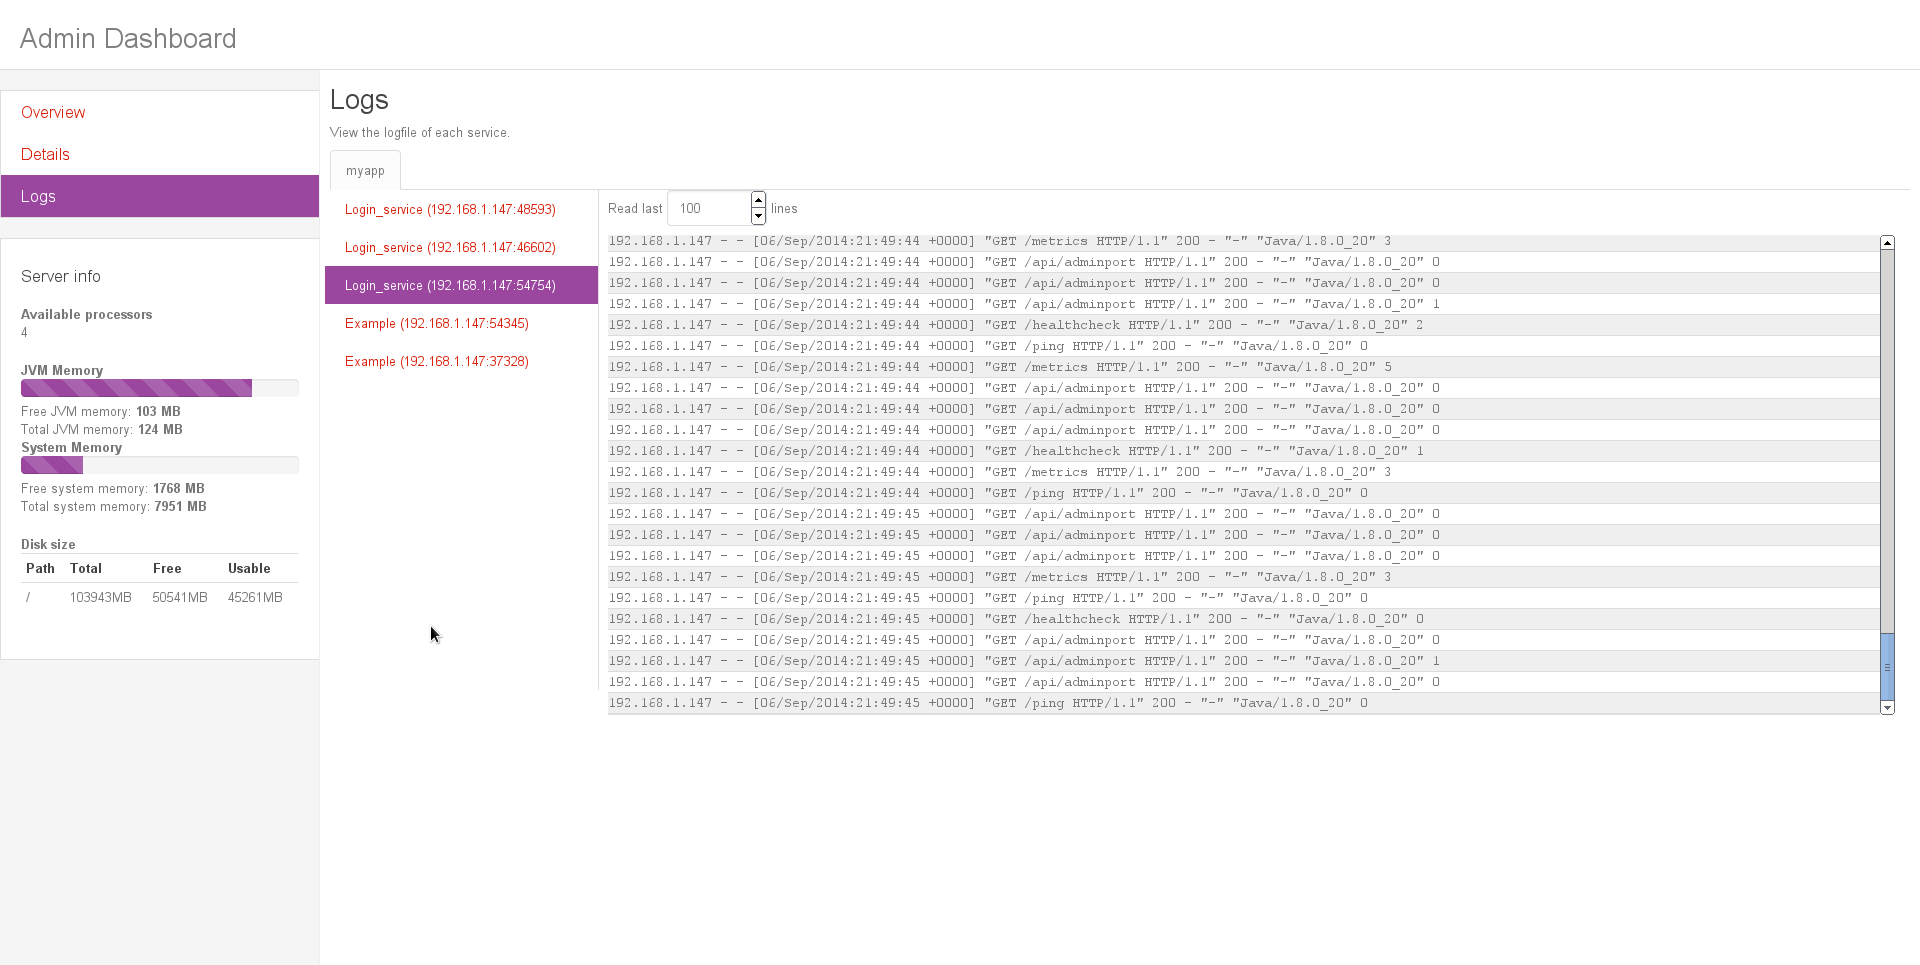 Admin Dashboard
Overview
Details
Logs
Server info
Available processors
4
JVM Memory
Free JVM memory: 103 MB
Total JVM memory: 124 MB
System Memory
Free system memory: 1768 MB
Total system memory: 7951 MB
Disk size
Path Total Free Usable
/ 103943MB 50541MB 45261MB
Logs
View the logfile of each service.
myapp
Login_service (192.168.1.147:48593)
Login_service (192.168.1.147:46602)
Login_service (192.168.1.147:54754)
Example (192.168.1.147:54345)
Example (192.168.1.147:37328)
Read last 100 lines
192.168.1.147 - - [06/Sep/2014:21:49:44 +0000] "GET /metrics HTTP/1.1" 200 - "-" "Java/1.8.0_20" 3
192.168.1.147 - - [06/Sep/2014:21:49:44 +0000] "GET /api/adminport HTTP/1.1" 200 - "-" "Java/1.8.0_20" 0
192.168.1.147 - - [06/Sep/2014:21:49:44 +0000] "GET /api/adminport HTTP/1.1" 200 - "-" "Java/1.8.0_20" 0
192.168.1.147 - - [06/Sep/2014:21:49:44 +0000] "GET /api/adminport HTTP/1.1" 200 - "-" "Java/1.8.0_20" 1
192.168.1.147 - - [06/Sep/2014:21:49:44 +0000] "GET /healthcheck HTTP/1.1" 200 - "-" "Java/1.8.0_20" 2
192.168.1.147 - - [06/Sep/2014:21:49:44 +0000] "GET /ping HTTP/1.1" 200 - "-" "Java/1.8.0_20" 0
192.168.1.147 - - [06/Sep/2014:21:49:44 +0000] "GET /metrics HTTP/1.1" 200 - "-" "Java/1.8.0_20" 5
192.168.1.147 - - [06/Sep/2014:21:49:44 +0000] "GET /api/adminport HTTP/1.1" 200 - "-" "Java/1.8.0_20" 0
192.168.1.147 - - [06/Sep/2014:21:49:44 +0000] "GET /api/adminport HTTP/1.1" 200 - "-" "Java/1.8.0_20" 0
192.168.1.147 - - [06/Sep/2014:21:49:44 +0000] "GET /api/adminport HTTP/1.1" 200 - "-" "Java/1.8.0_20" 0
192.168.1.147 - - [06/Sep/2014:21:49:44 +0000] "GET /healthcheck HTTP/1.1" 200 - "-" "Java/1.8.0_20" 1
192.168.1.147 - - [06/Sep/2014:21:49:44 +0000] "GET /metrics HTTP/1.1" 200 - "-" "Java/1.8.0_20" 3
192.168.1.147 - - [06/Sep/2014:21:49:44 +0000] "GET /ping HTTP/1.1" 200 - "-" "Java/1.8.0_20" 0
192.168.1.147 - - [06/Sep/2014:21:49:45 +0000] "GET /api/adminport HTTP/1.1" 200 - "-" "Java/1.8.0_20" 0
192.168.1.147 - - [06/Sep/2014:21:49:45 +0000] "GET /api/adminport HTTP/1.1" 200 - "-" "Java/1.8.0_20" 0
192.168.1.147 - - [06/Sep/2014:21:49:45 +0000] "GET /api/adminport HTTP/1.1" 200 - "-" "Java/1.8.0_20" 0
192.168.1.147 - - [06/Sep/2014:21:49:45 +0000] "GET /metrics HTTP/1.1" 200 - "-" "Java/1.8.0_20" 3
192.168.1.147 - - [06/Sep/2014:21:49:45 +0000] "GET /ping HTTP/1.1" 200 - "-" "Java/1.8.0_20" 0
192.168.1.147 - - [06/Sep/2014:21:49:45 +0000] "GET /healthcheck HTTP/1.1" 200 - "-" "Java/1.8.0_20" 0
192.168.1.147 - - [06/Sep/2014:21:49:45 +0000] "GET /api/adminport HTTP/1.1" 200 - "-" "Java/1.8.0_20" 0
192.168.1.147 - - [06/Sep/2014:21:49:45 +0000] "GET /api/adminport HTTP/1.1" 200 - "-" "Java/1.8.0_20" 1
192.168.1.147 - - [06/Sep/2014:21:49:45 +0000] "GET /api/adminport HTTP/1.1" 200 - "-" "Java/1.8.0_20" 0
192.168.1.147 - - [06/Sep/2014:21:49:45 +0000] "GET /ping HTTP/1.1" 200 - "-" "Java/1.8.0_20" 0